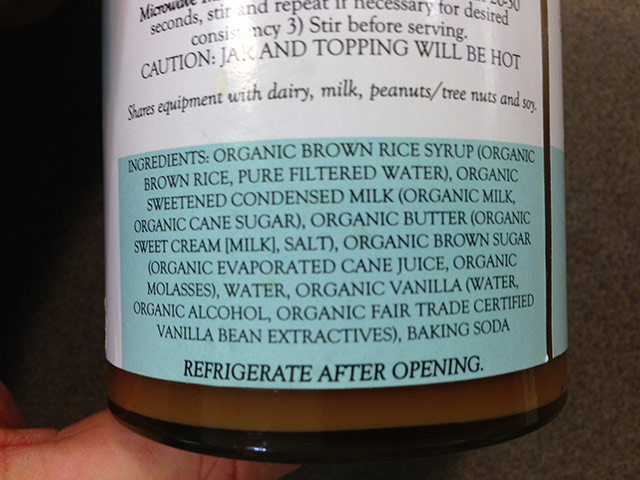 Microwave 20-30
seconds, stir and repeat if necessary for desired
consistency 3) Stir before serving.
CAUTION: JAR AND TOPPING WILL BE HOT
Shares equipment with dairy, milk, peanuts/tree nuts and soy.
INGREDIENTS: ORGANIC BROWN RICE SYRUP (ORGANIC
BROWN RICE, PURE FILTERED WATER), ORGANIC
SWEETENED CONDENSED MILK (ORGANIC MILK,
ORGANIC CANE SUGAR), ORGANIC BUTTER (ORGANIC
SWEET CREAM [MILK], SALT), ORGANIC BROWN SUGAR
(ORGANIC EVAPORATED CANE JUICE, ORGANIC
MOLASSES), WATER, ORGANIC VANILLA (WATER,
ORGANIC ALCOHOL, ORGANIC FAIR TRADE CERTIFIED
VANILLA BEAN EXTRACTIVES), BAKING SODA
REFRIGERATE AFTER OPENING.